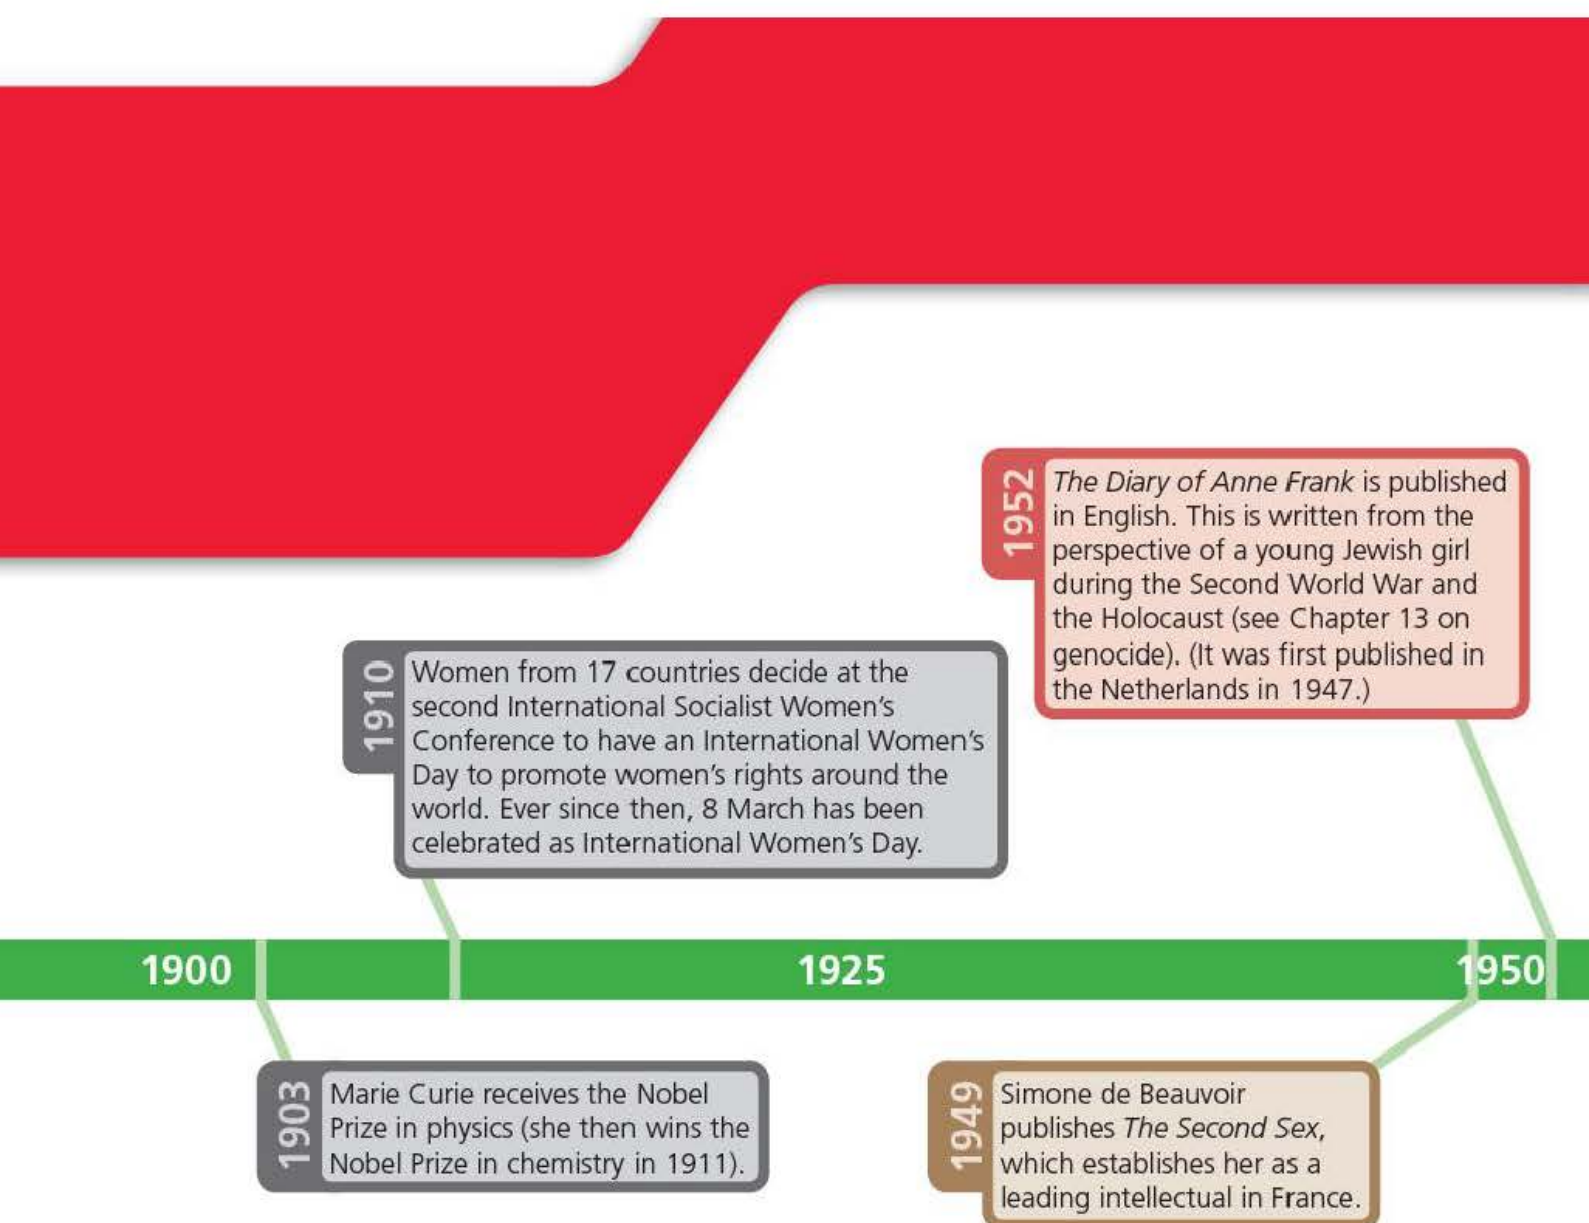 1952
The Diary of Anne Frank is published
in English. This is written from the
perspective of a young Jewish girl
during the Second World War and
the Holocaust (see Chapter 13 on
genocide). (It was first published in
the Netherlands in 1947.)
1910
Women from 17 countries decide at the
second International Socialist Women's
Conference to have an International Women's
Day to promote women's rights around the
world. Ever since then, 8 March has been
celebrated as International Women's Day.
1900
1925
1950
1903
Marie Curie receives the Nobel
Prize in physics (she then wins the
Nobel Prize in chemistry in 1911).
1949
Simone de Beauvoir
publishes The Second Sex,
which establishes her as a
leading intellectual in France.